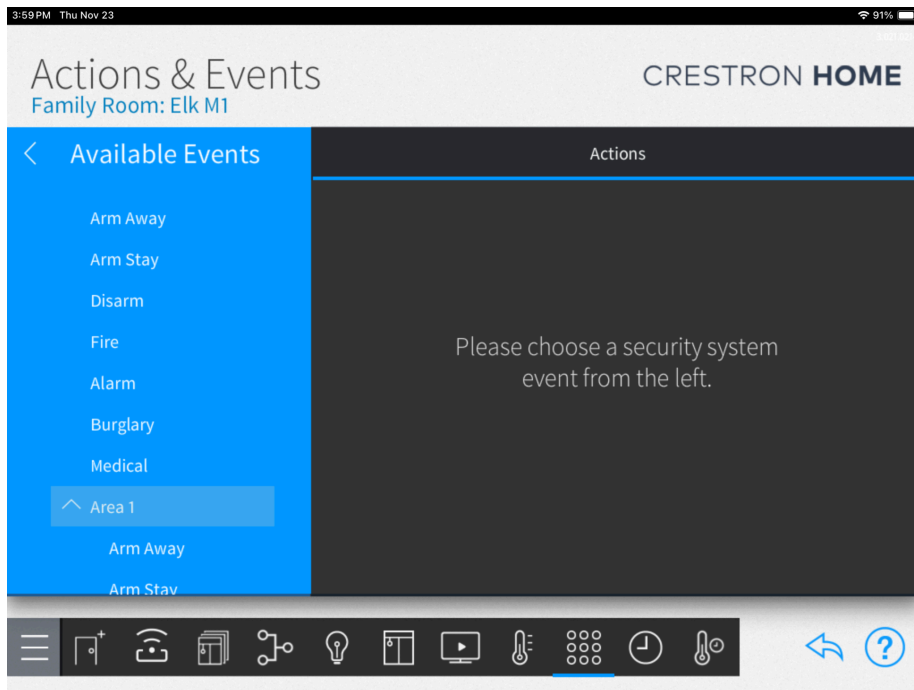 3:59 PM Thu Nov 23
91%
Actions & Events
Family Room: Elk M1
CRESTRON HOME
Available Events
Actions
Arm Away
Arm Stay
Disarm
Fire
Alarm
Burglary
Medical
Area 1
Arm Away
Arm Stay
Please choose a security system
event from the left.
?